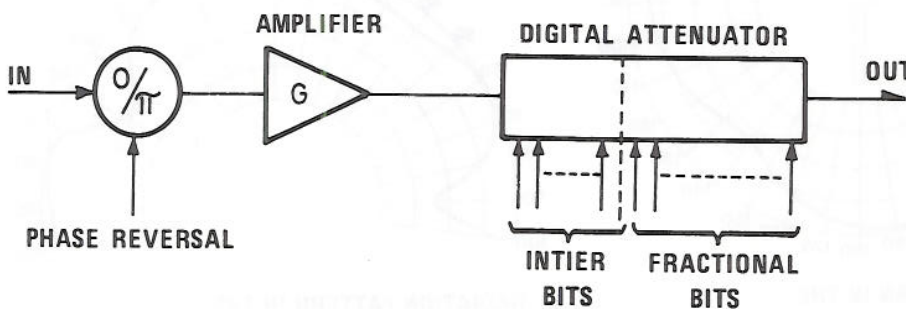 AMPLIFIER
DIGITAL ATTENUATOR
IN
0/π
G
OUT
PHASE REVERSAL
INTIER
BITS
FRACTIONAL
BITS